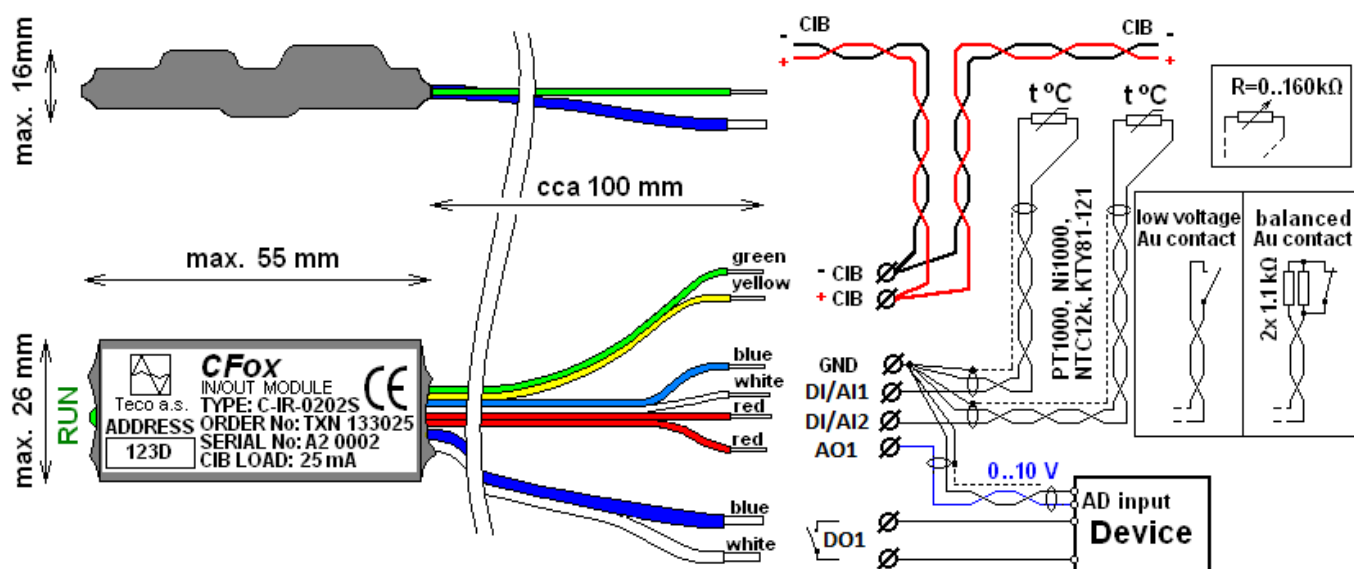 max. 16mm
cca 100 mm
max. 55 mm
max. 26 mm
RUN
Teco a.s.
ADDRESS
123D
CFox
IN/OUT MODULE
TYPE: C-IR-0202S
ORDER No: TXN 133025
SERIAL No: A2 0002
CIB LOAD: 25 mA
CE
green
yellow
blue
white
red
red
blue
white
- CIB
+
CIB -
+
- CIB
+ CIB
GND
DI/AI1
DI/AI2
AO1
DO1
t ºC
t ºC
PT1000, Ni1000,
NTC12k, KTY81-121
R=0..160kΩ
low voltage
Au contact
balanced
Au contact
2x 1.1 kΩ
0..10 V
AD input
Device